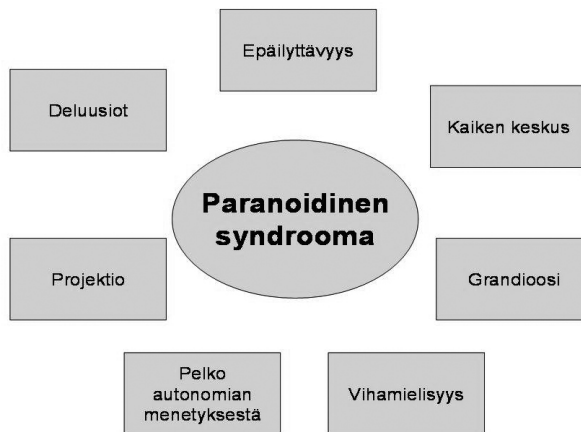 Epäilyttävyys
Deluusiot
Kaiken keskus
Paranoidinen
syndrooma
Projektio
Grandioosi
Pelko
autonomian
menetyksestä
Vihamielisyys